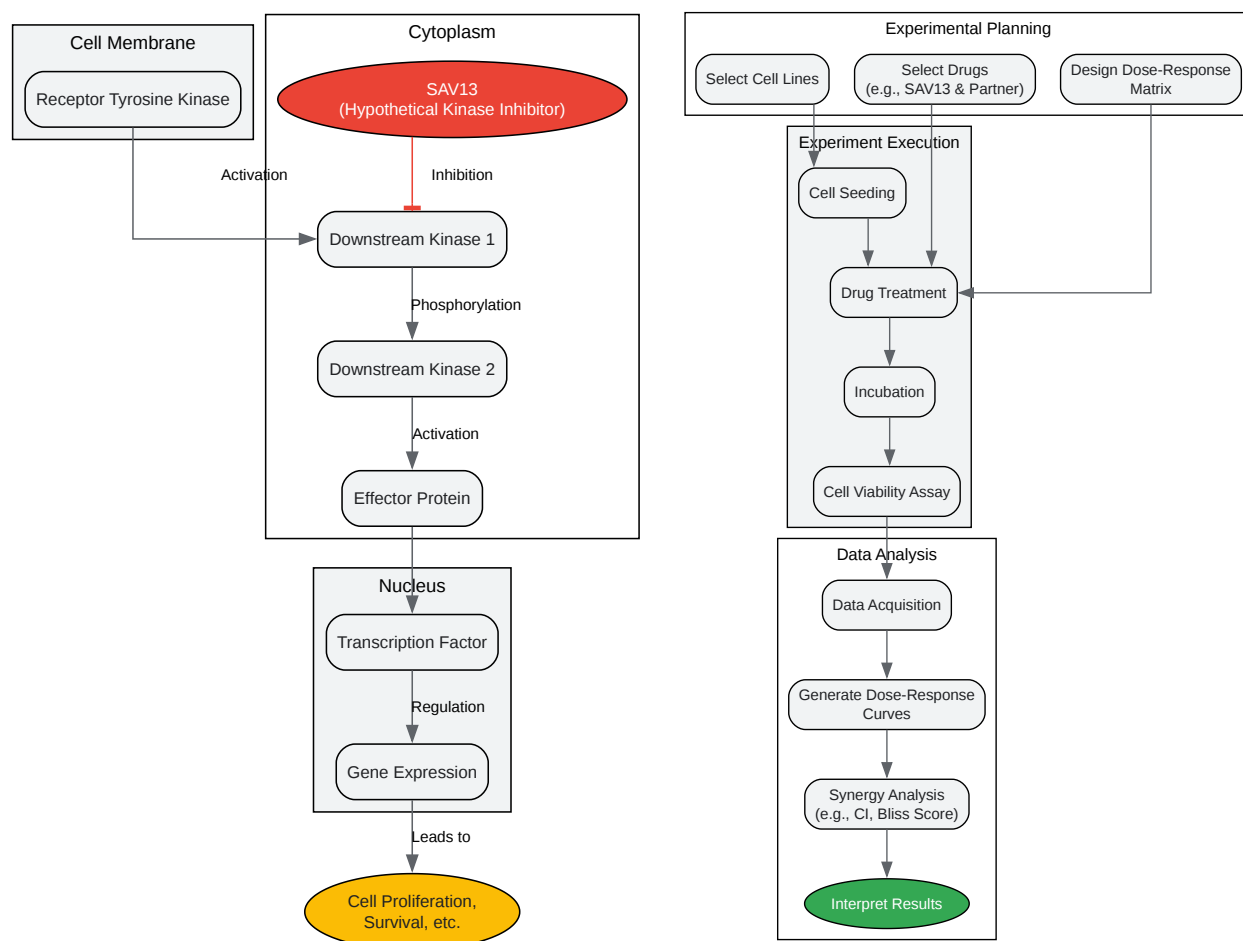 Cell Membrane
Receptor Tyrosine Kinase
Cytoplasm
SAV13
(Hypothetical Kinase Inhibitor)
Activation
Inhibition
Downstream Kinase 1
Phosphorylation
Downstream Kinase 2
Activation
Effector Protein
Nucleus
Transcription Factor
Regulation
Gene Expression
Leads to
Cell Proliferation,
Survival, etc.
Experimental Planning
Select Cell Lines
Select Drugs
(e.g., SAV13 & Partner)
Design Dose-Response
Matrix
Experiment Execution
Cell Seeding
Drug Treatment
Incubation
Cell Viability Assay
Data Analysis
Data Acquisition
Generate Dose-Response
Curves
Synergy Analysis
(e.g., CI, Bliss Score)
Interpret Results